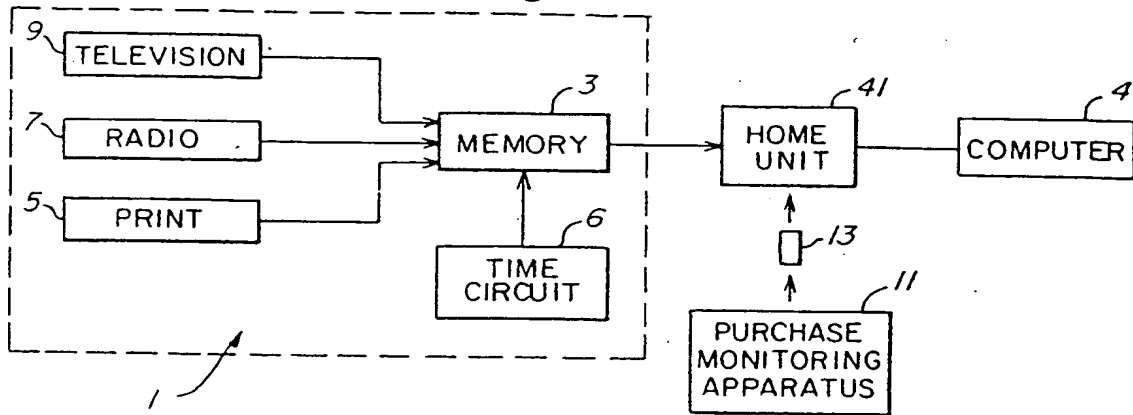 9 TELEVISION
7 RADIO
5 PRINT
3
MEMORY
6
TIME
CIRCUIT
41
HOME
UNIT
4
COMPUTER
13
11
PURCHASE
MONITORING
APPARATUS
1